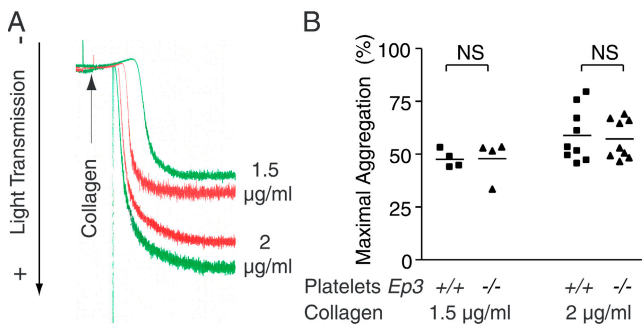 A
-
Light Transmission
+
Collagen
1.5
µg/ml
2
µg/ml
B
Maximal Aggregation (%)
100
75
50
25
0
NS
NS
Platelets Ep3 +/+ -/- +/+ -/-
Collagen 1.5 µg/ml 2 µg/ml